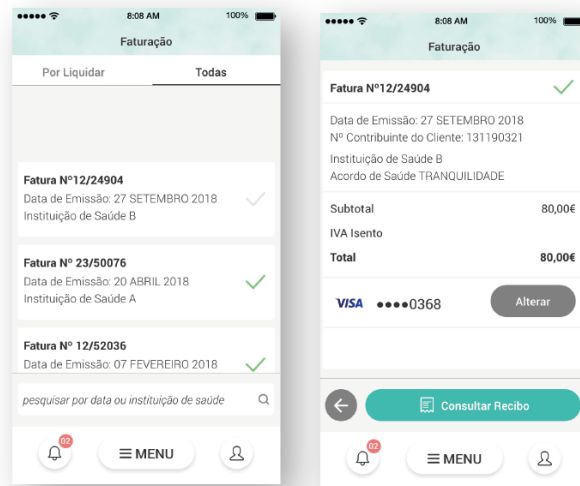 8:08 AM
100%
Faturação
Por Liquidar
Todas
Fatura Nº12/24904
Data de Emissão: 27 SETEMBRO 2018
Instituição de Saúde B
Fatura Nº 23/50076
Data de Emissão: 20 ABRIL 2018
Instituição de Saúde A
Fatura Nº 12/52036
Data de Emissão: 07 FEVEREIRO 2018
pesquisar por data ou instituição de saúde
02
MENU
8:08 AM
100%
Faturação
Fatura Nº12/24904
Data de Emissão: 27 SETEMBRO 2018
Nº Contribuinte do Cliente: 131190321
Instituição de Saúde B
Acordo de Saúde TRANQUILIDADE
Subtotal 80,00€
IVA Isento
Total 80,00€
VISA ●●●●0368 Alterar
Consultar Recibo
02
MENU